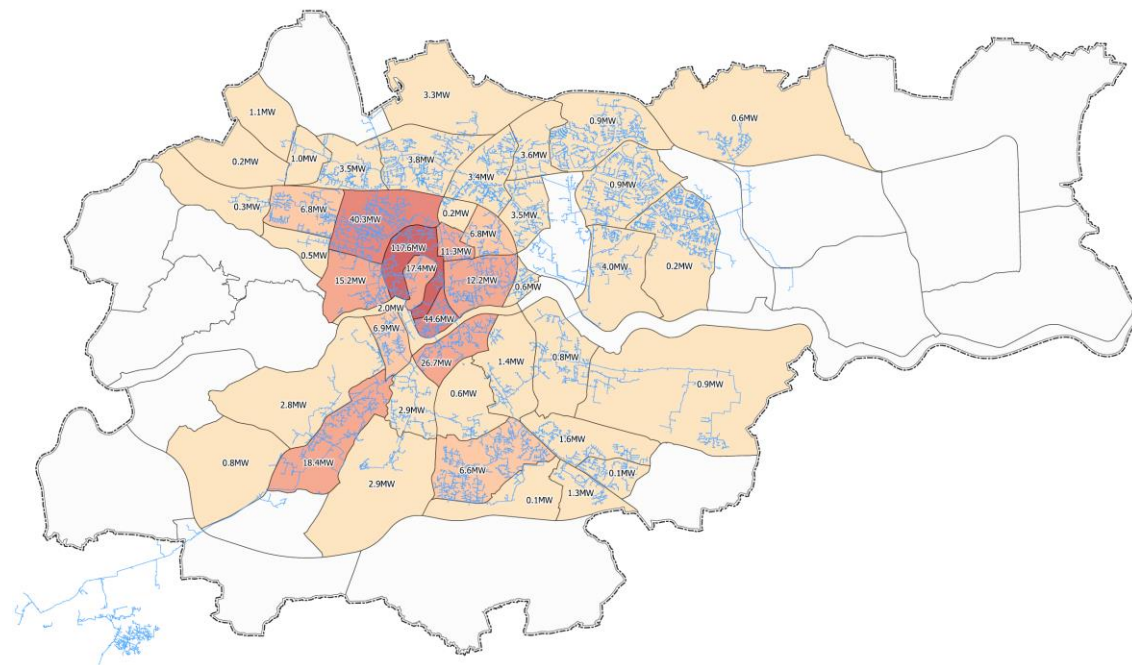 3.3MW
1.1MW
0.9MW
0.6MW
0.2MW
1.0MW
3.5MW
3.8MW
3.6MW
3.4MW
0.9MW
0.3MW
6.8MW
40.3MW
0.2MW
3.5MW
6.8MW
117.6MW
11.3MW
0.5MW
17.4MW
15.2MW
12.2MW
0.6MW
4.0MW
0.2MW
2.0MW
44.6MW
6.9MW
26.7MW
1.4MW
0.8MW
0.9MW
2.8MW
2.9MW
0.6MW
1.6MW
0.8MW
18.4MW
6.6MW
0.1MW
2.9MW
0.1MW
1.3MW